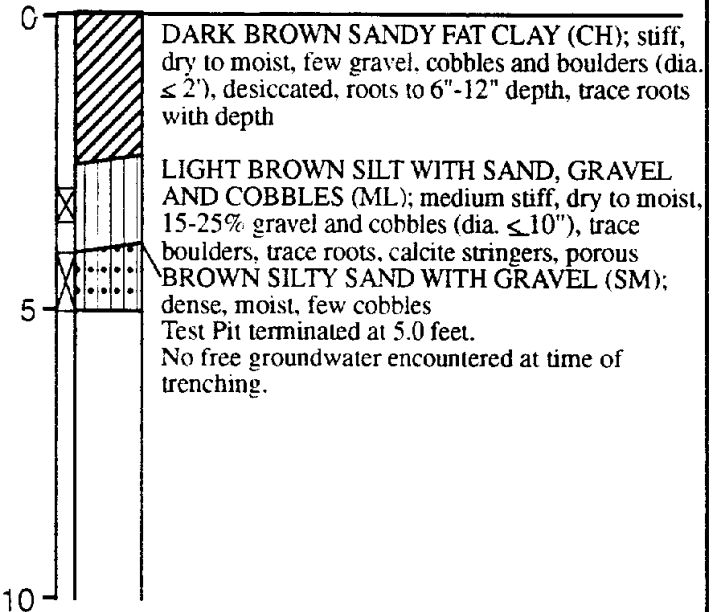 0
DARK BROWN SANDY FAT CLAY (CH); stiff,
dry to moist, few gravel, cobbles and boulders (dia.
≤ 2'), desiccated, roots to 6"-12" depth, trace roots
with depth
LIGHT BROWN SILT WITH SAND, GRAVEL
AND COBBLES (ML); medium stiff, dry to moist,
15-25% gravel and cobbles (dia. ≤10"), trace
boulders, trace roots, calcite stringers, porous
BROWN SILTY SAND WITH GRAVEL (SM);
5
dense, moist, few cobbles
Test Pit terminated at 5.0 feet.
No free groundwater encountered at time of
trenching.
10